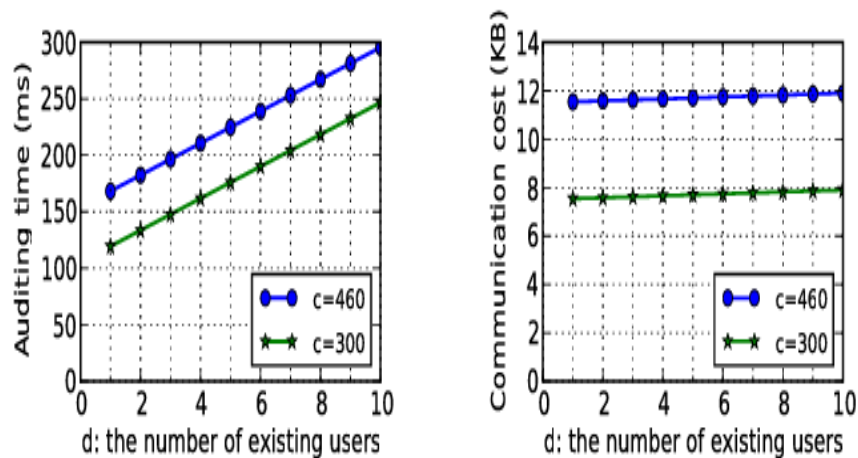 Auditing time (ms)
300
250
200
150
100
50
0
c=460
c=300
0 2 4 6 8 10
d: the number of existing users
Communication cost (KB)
14
12
10
8
6
4
2
0
c=460
c=300
0 2 4 6 8 10
d: the number of existing users